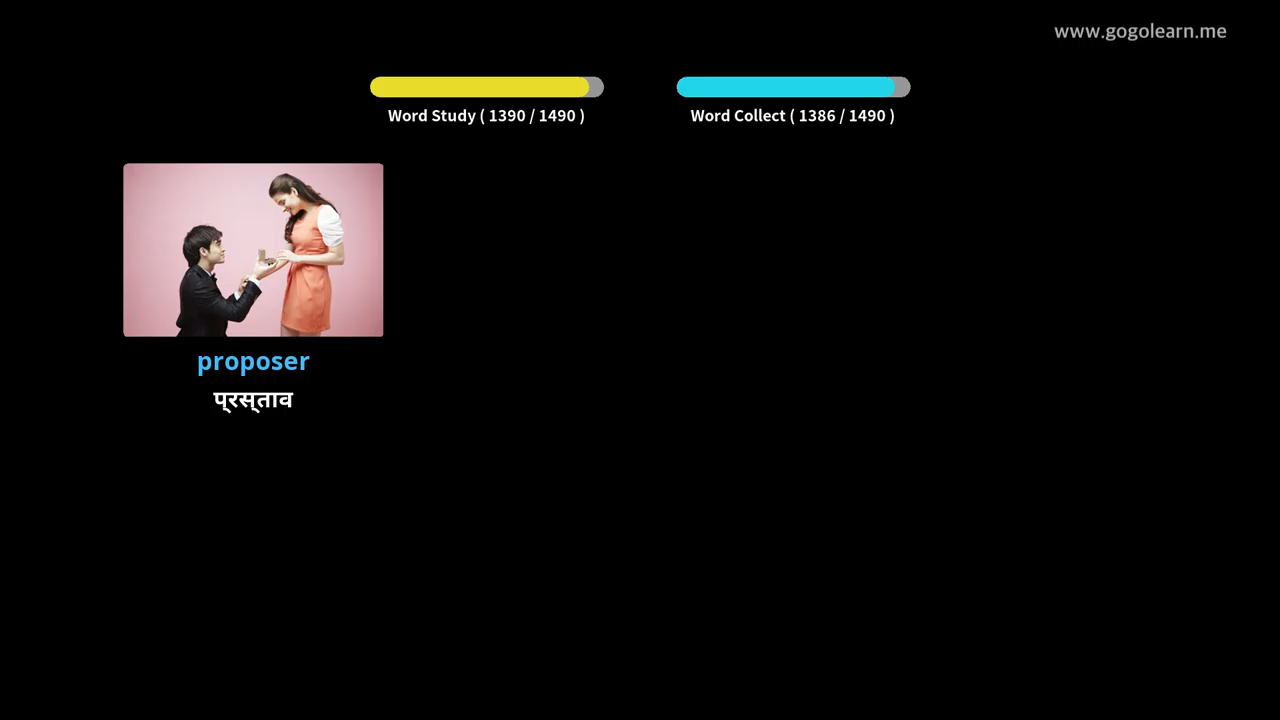 www.gogolearn.me
Word Study ( 1390 / 1490 )
Word Collect ( 1386 / 1490 )
proposer
प्रस्ताव